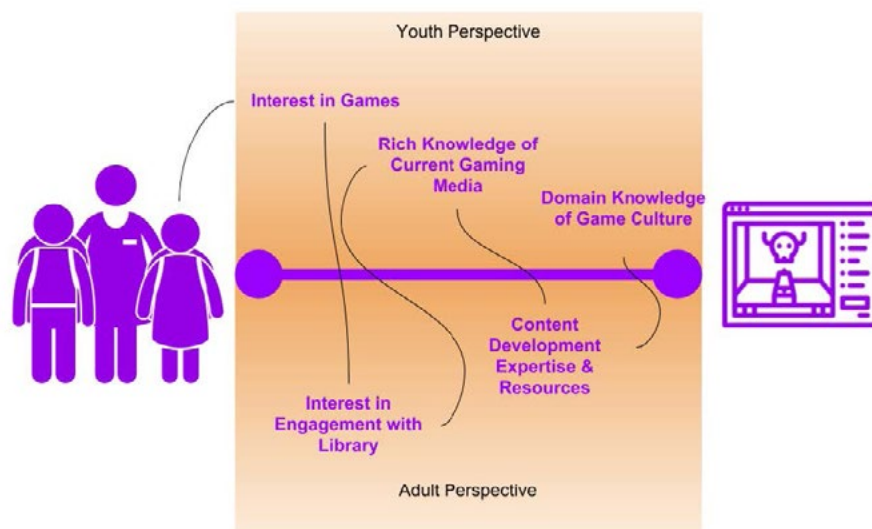 Youth Perspective
Interest in Games
Rich Knowledge of
Current Gaming
Media
Domain Knowledge
of Game Culture
Content
Development
Expertise &
Resources
Interest in
Engagement with
Library
Adult Perspective